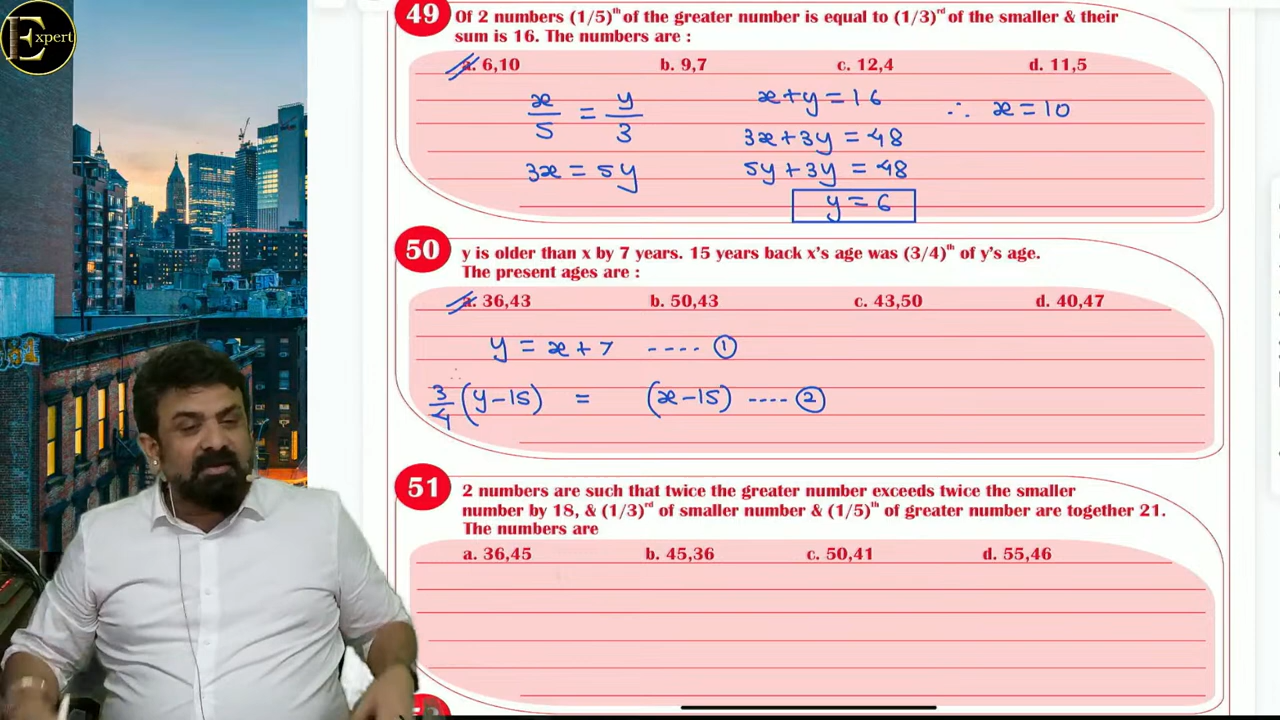 Expert
49 Of 2 numbers (1/5)th of the greater number is equal to (1/3)rd of the smaller & their
sum is 16. The numbers are :
a. 6,10 b. 9,7 c. 12,4 d. 11,5
x/5 = y/3
3x = 5y
x+y = 16
3x+3y = 48
5y+3y = 48
y = 6
∴ x = 10
50 y is older than x by 7 years. 15 years back x's age was (3/4)th of y's age.
The present ages are :
a. 36,43 b. 50,43 c. 43,50 d. 40,47
y = x+7 ---- ①
3/4 (y-15) = (x-15) ---- ②
51 2 numbers are such that twice the greater number exceeds twice the smaller
number by 18, & (1/3)rd of smaller number & (1/5)th of greater number are together 21.
The numbers are
a. 36,45 b. 45,36 c. 50,41 d. 55,46